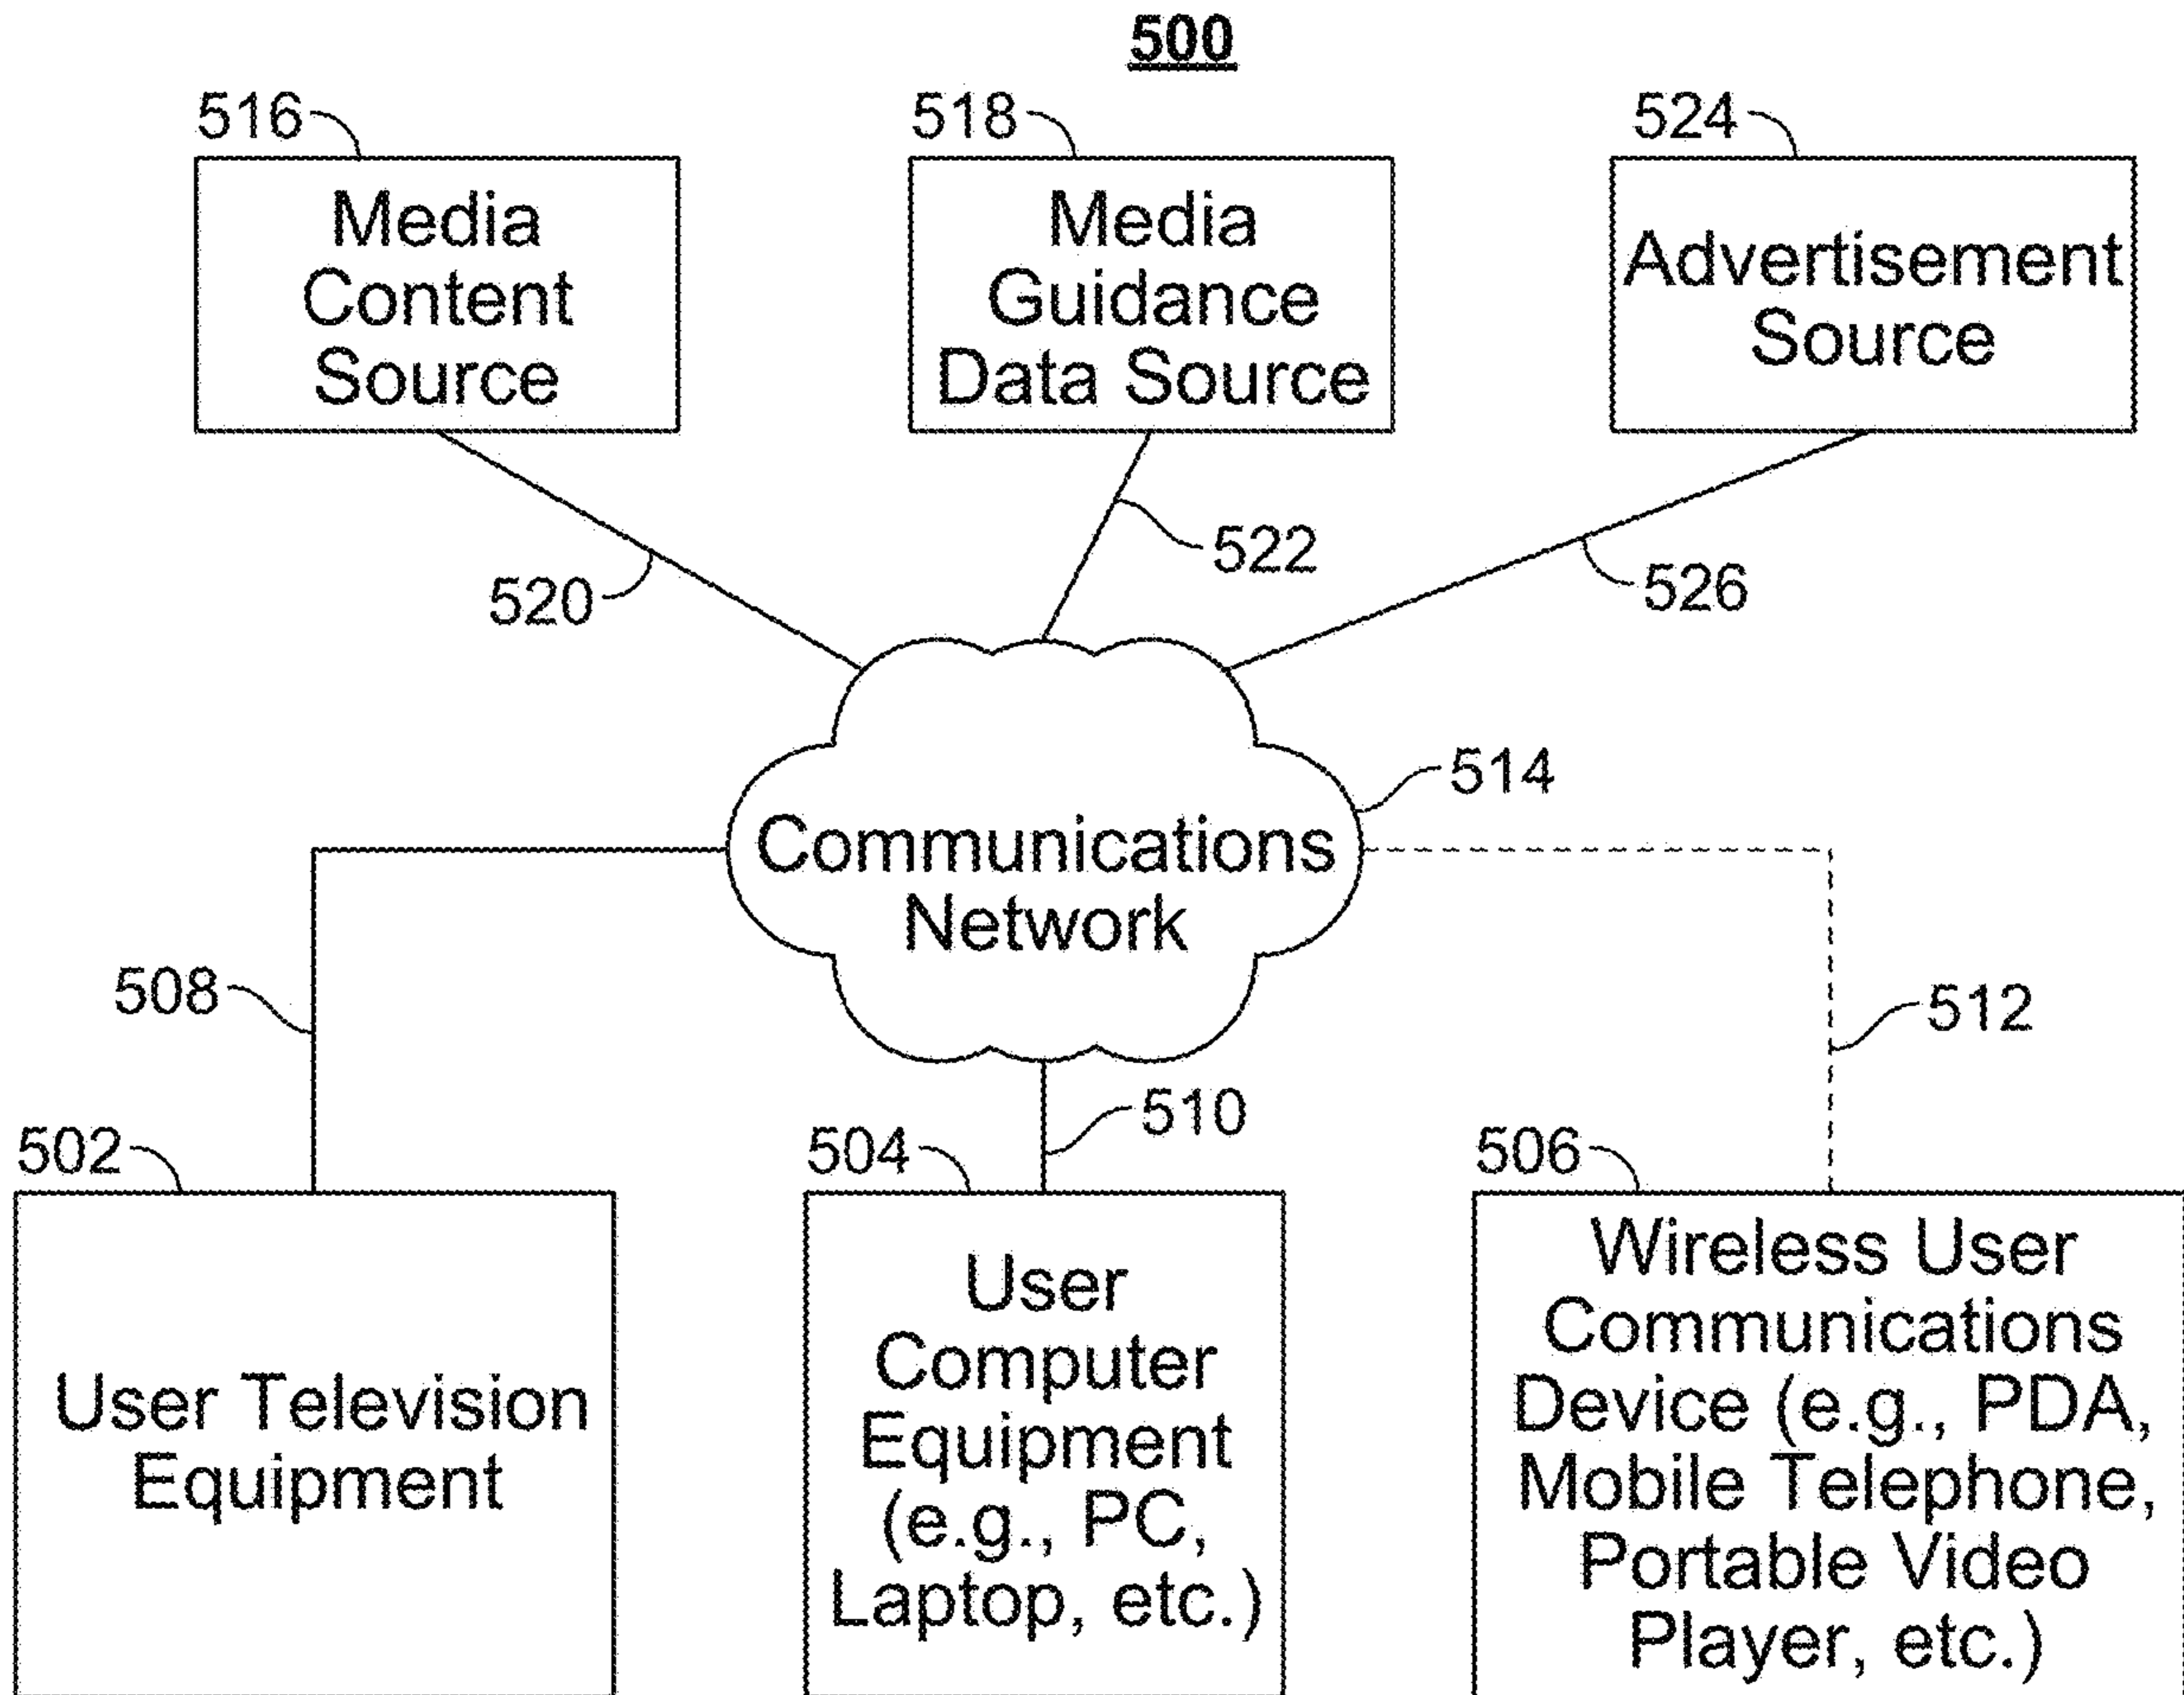 500
516
518
524
Media
Content
Source
Media
Guidance
Data Source
Advertisement
Source
520
522
526
514
Communications
Network
508
512
510
502
504
506
User Television
Equipment
User
Computer
Equipment
(e.g., PC,
Laptop, etc.)
Wireless User
Communications
Device (e.g., PDA,
Mobile Telephone,
Portable Video
Player, etc.)